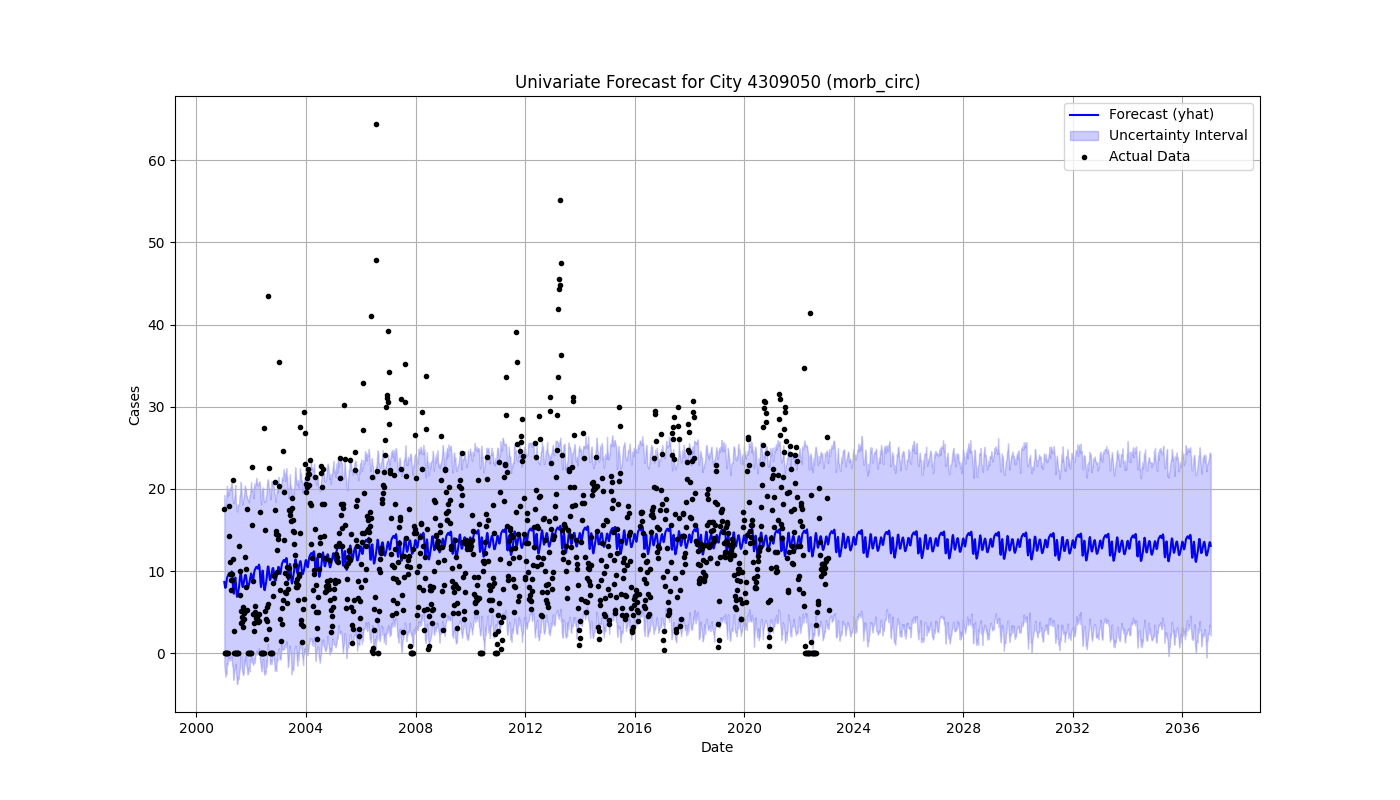 Univariate Forecast for City 4309050 (morb_circ)
Forecast (yhat)
Uncertainty Interval
Actual Data
60
50
40
30
20
10
0
Cases
2000 2004 2008 2012 2016 2020 2024 2028 2032 2036
Date